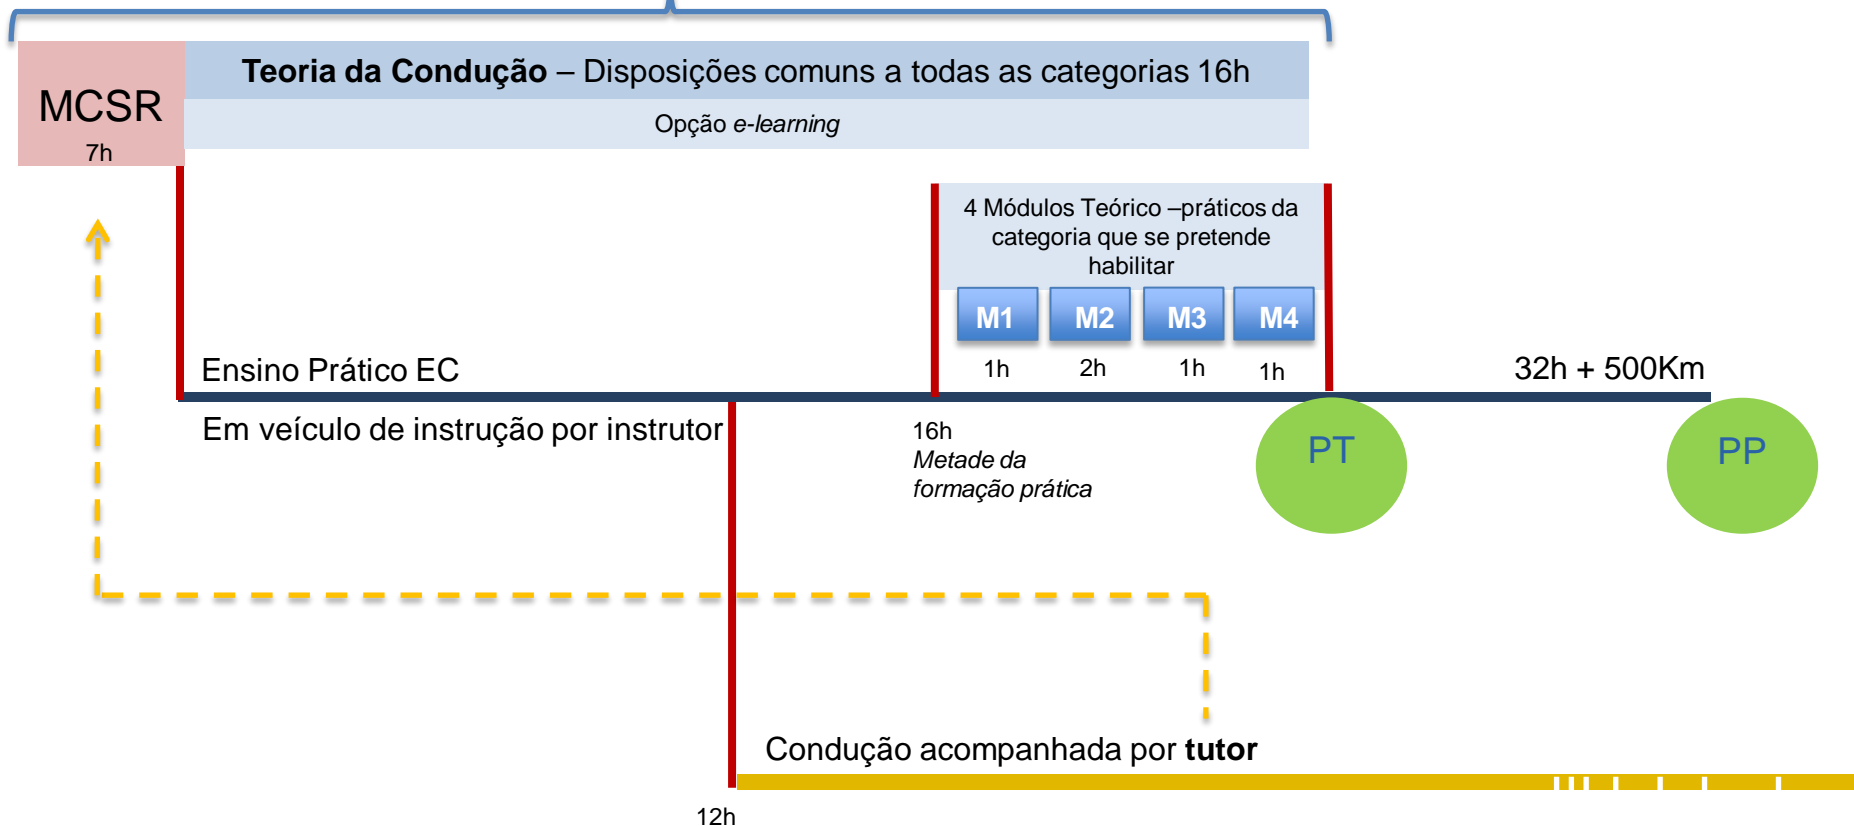 MCSR
7h
Teoria da Condução – Disposições comuns a todas as categorias 16h
Opção e-learning
4 Módulos Teórico –práticos da
categoria que se pretende
habilitar
M1 M2 M3 M4
1h 2h 1h 1h
Ensino Prático EC
32h + 500Km
Em veículo de instrução por instrutor
16h
Metade da
formação prática
PT
PP
Condução acompanhada por tutor
12h